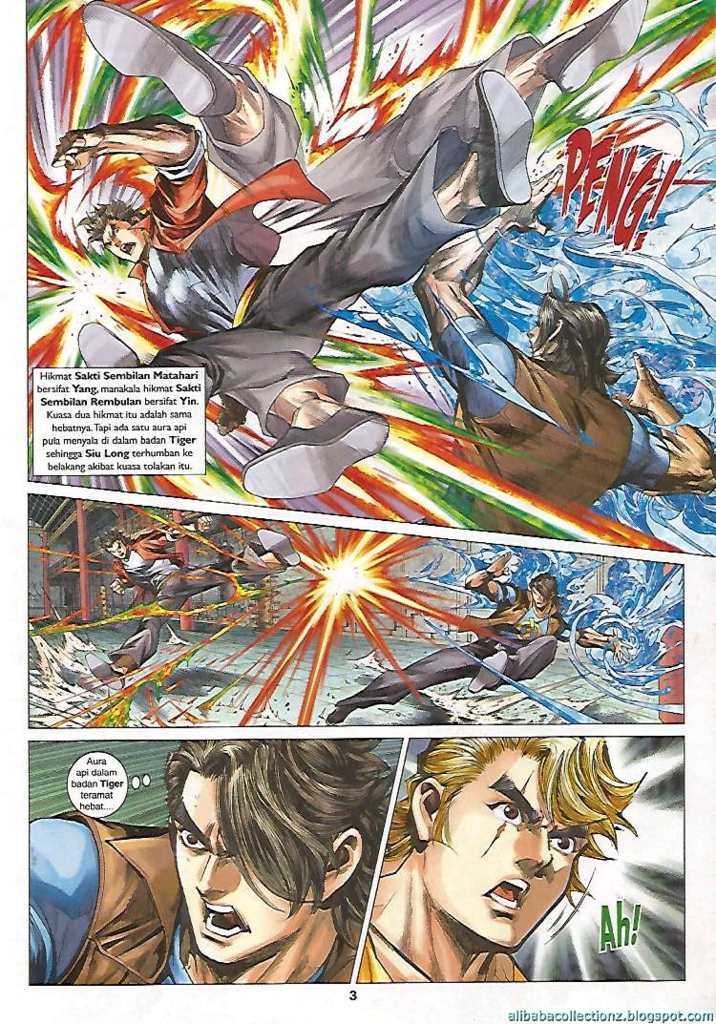 PENG!
Hikmat Sakti Sembilan Matahari
bersifat Yang, manakala hikmat Sakti
Sembilan Rembulan bersifat Yin.
Kuasa dua hikmat itu adalah sama
hebatnya. Tapi ada satu aura api
pula menyala di dalam badan Tiger
sehingga Siu Long terhumban ke
belakang akibat kuasa tolakan itu.
Aura
api dalam
badan Tiger
teramat
hebat....
Ah!
3
alibabacollectionz.blogspot.com